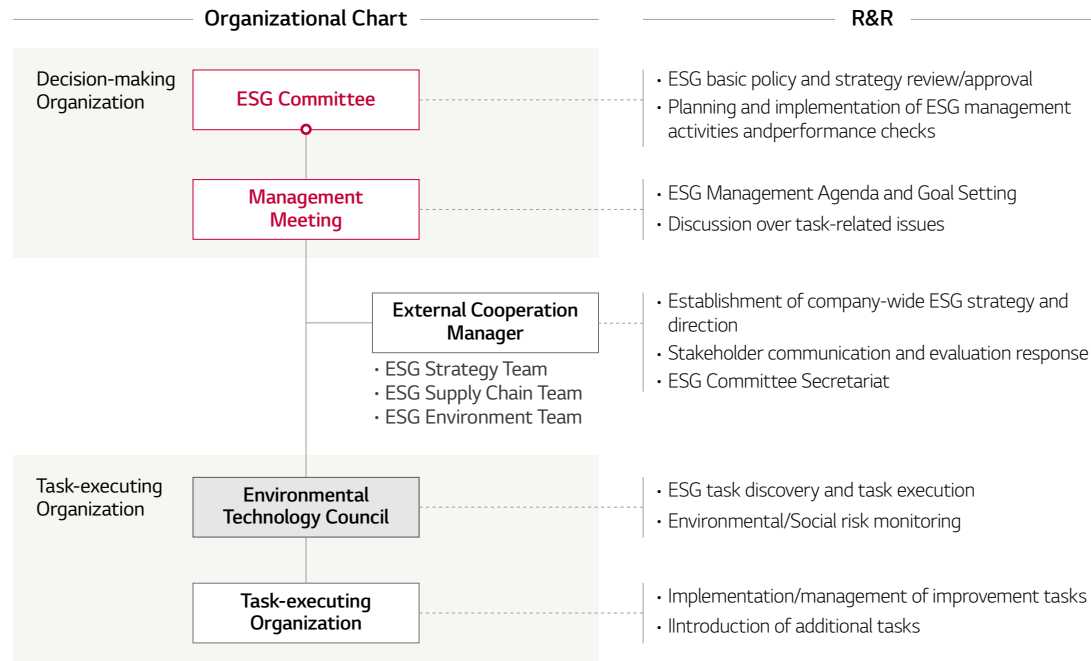 Organizational Chart
R&R
Decision-making
Organization
ESG Committee
• ESG basic policy and strategy review/approval
• Planning and implementation of ESG management
activities andperformance checks
Management
Meeting
• ESG Management Agenda and Goal Setting
• Discussion over task-related issues
External Cooperation
Manager
• ESG Strategy Team
• ESG Supply Chain Team
• ESG Environment Team
• Establishment of company-wide ESG strategy and
direction
• Stakeholder communication and evaluation response
• ESG Committee Secretariat
Task-executing
Organization
Environmental
Technology Council
• ESG task discovery and task execution
• Environmental/Social risk monitoring
Task-executing
Organization
• Implementation/management of improvement tasks
• IIntroduction of additional tasks